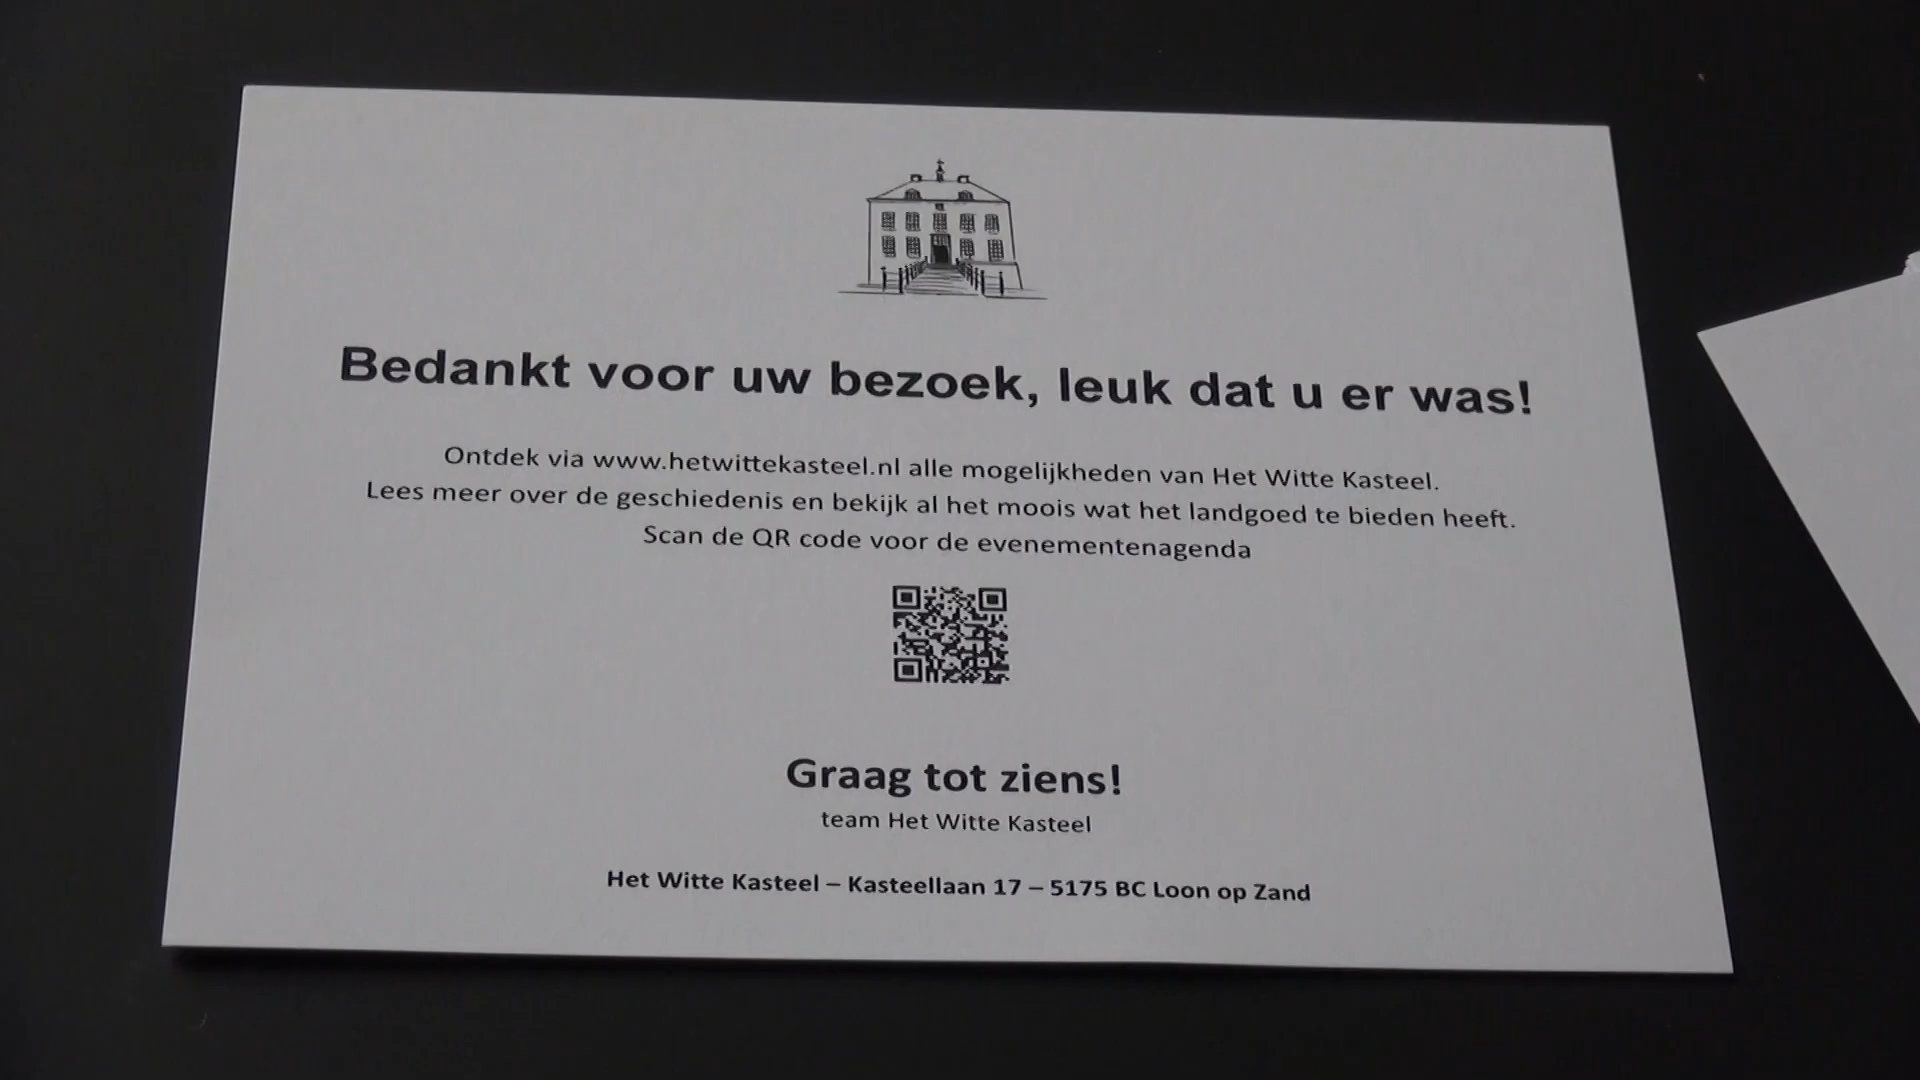 Bedankt voor uw bezoek, leuk dat u er was!
Ontdek via www.hetwittekasteel.nl alle mogelijkheden van Het Witte Kasteel.
Lees meer over de geschiedenis en bekijk al het moois wat het landgoed te bieden heeft.
Scan de QR code voor de evenementenagenda
Graag tot ziens!
team Het Witte Kasteel
Het Witte Kasteel – Kasteellaan 17 – 5175 BC Loon op Zand